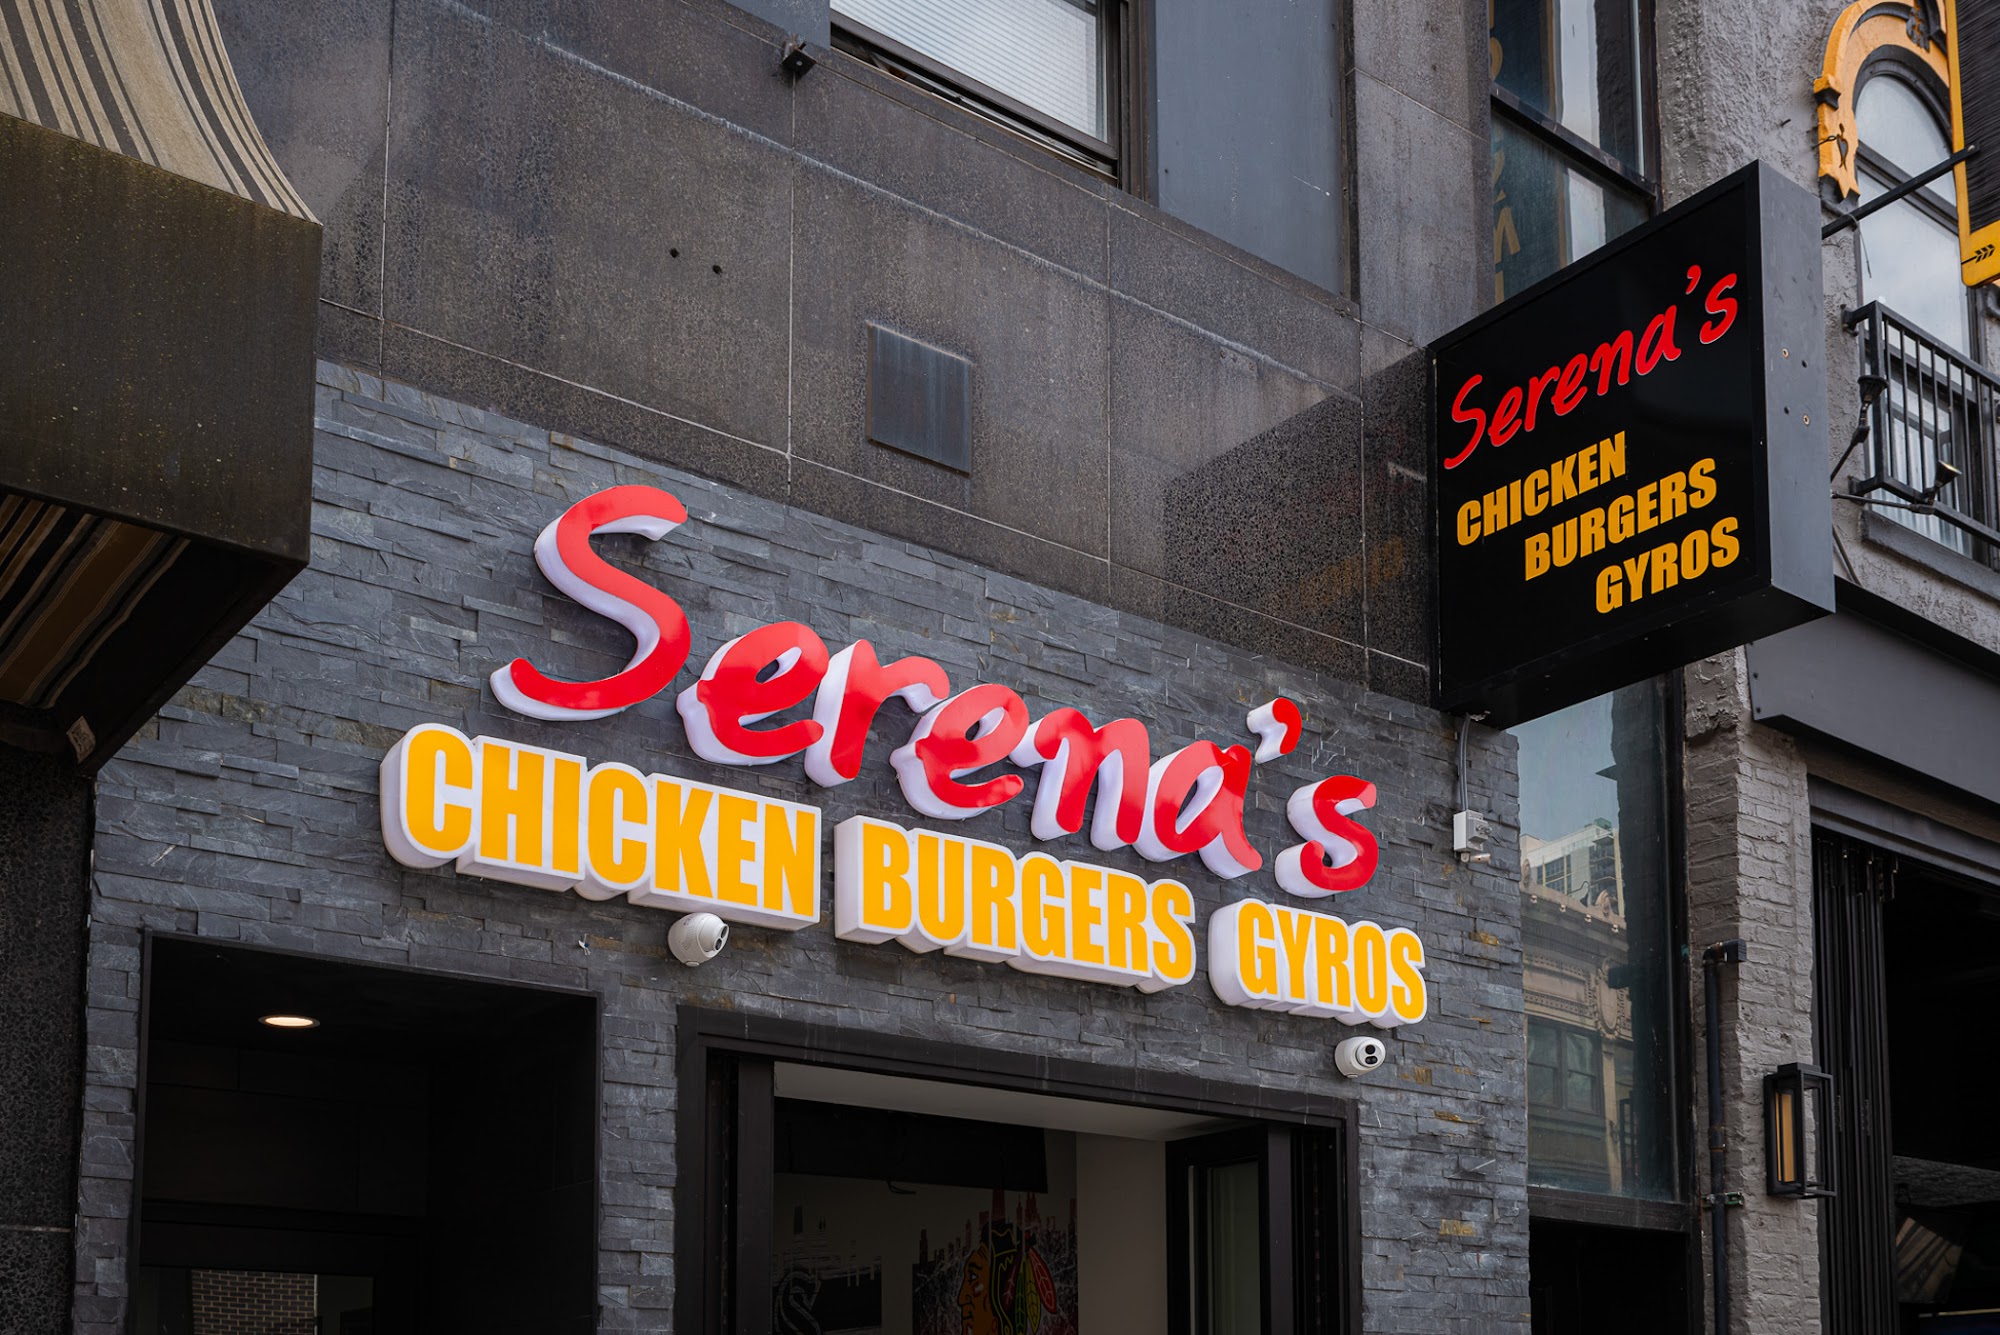 Serena's
CHICKEN BURGERS GYROS
Serena's
CHICKEN
BURGERS
GYROS